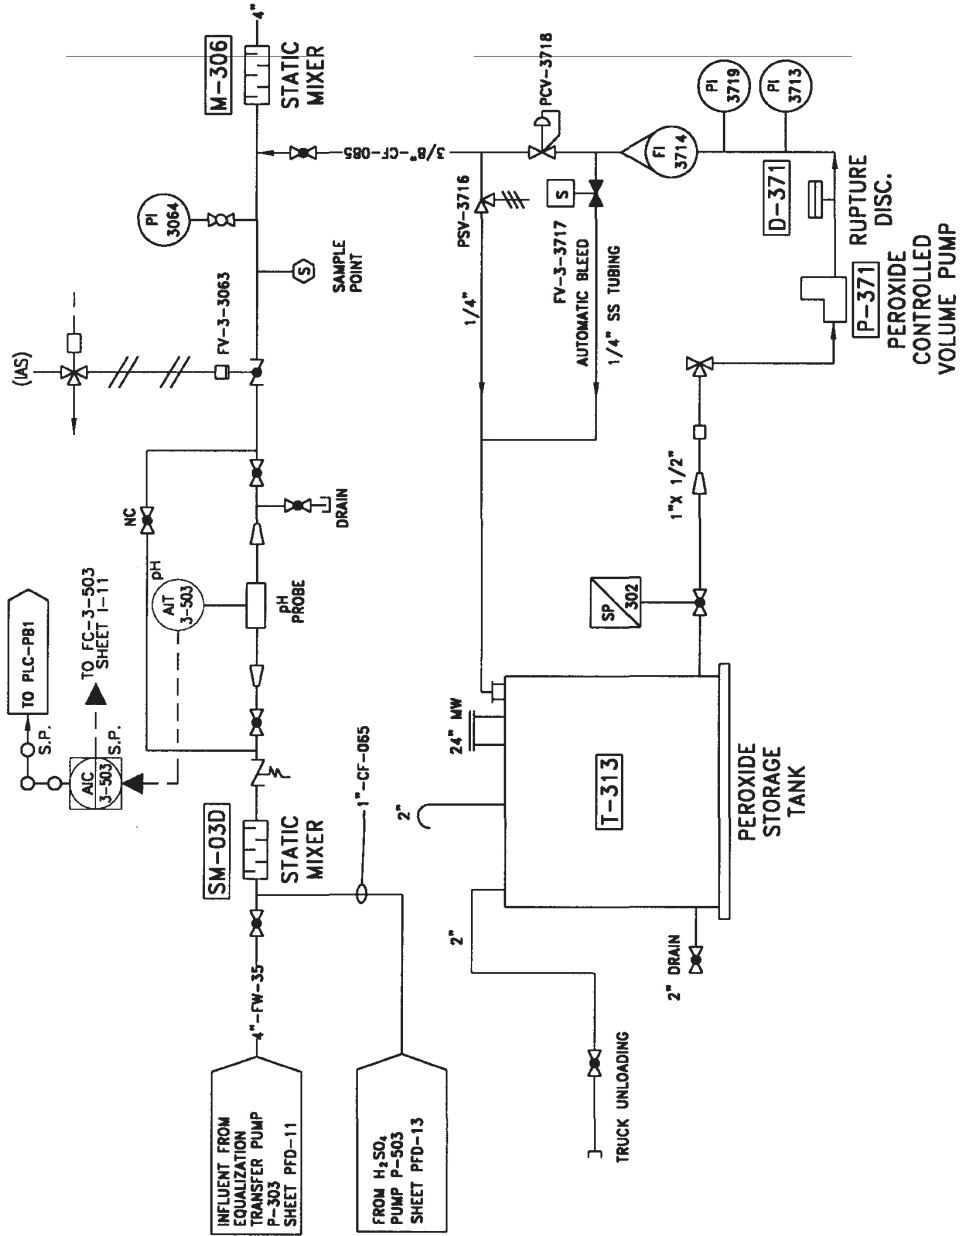 TO PLC-PB1
S.P.
AIC
3-503
S.P.
TO FC-3-503
SHEET I-11
pH
AIT
3-503
pH
PROBE
NC
DRAIN
(IAS)
FV-3-3063
SAMPLE
POINT
S
PI
3064
M-306
STATIC
MIXER
4"
INFLUENT FROM
EQUALIZATION
TRANSFER PUMP
P-303
SHEET PFD-11
4"-FW-35
SM-03D
STATIC
MIXER
1"-CF-065
FROM H₂SO₄
PUMP P-503
SHEET PFD-13
3/8"-CF-085
PCV-3718
PSV-3716
1/4"
S
FV-3-3717
AUTOMATIC BLEED
1/4" SS TUBING
FI
3714
PI
3719
PI
3713
D-371
RUPTURE
DISC.
P-371
PEROXIDE
CONTROLLED
VOLUME PUMP
1"X 1/2"
SP
302
24" MW
2"
2"
T-313
PEROXIDE
STORAGE
TANK
2" DRAIN
TRUCK UNLOADING